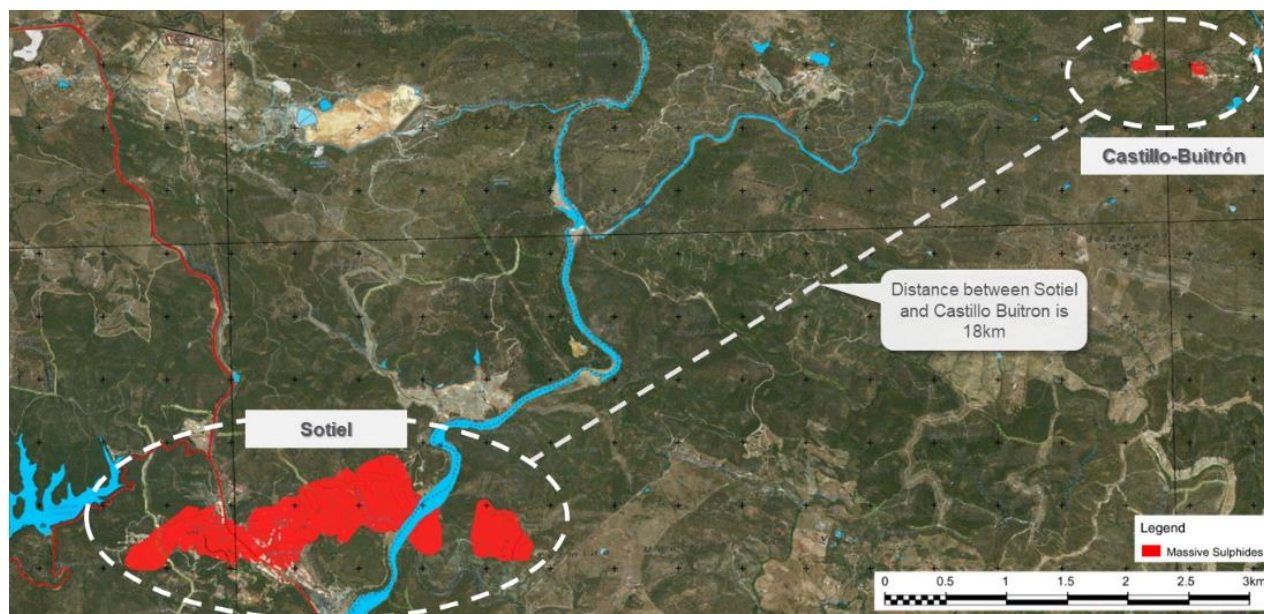 Castillo-Buitrón
Distance between Sotiel
and Castillo Buitron is
18km
Sotiel
Legend
Massive Sulphides
0 0.5 1 1.5 2 2.5 3km